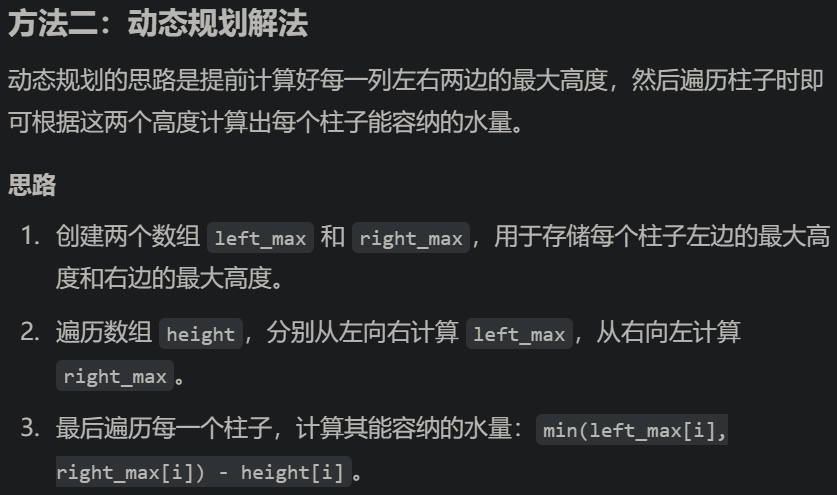 方法二：动态规划解法
动态规划的思路是提前计算好每一列左右两边的最大高度，然后遍历柱子时即
可根据这两个高度计算出每个柱子能容纳的水量。
思路
1. 创建两个数组 left_max 和 right_max，用于存储每个柱子左边的最大高
度和右边的最大高度。
2. 遍历数组 height，分别从左向右计算 left_max，从右向左计算
right_max。
3. 最后遍历每一个柱子，计算其能容纳的水量：min(left_max[i],
right_max[i]) - height[i]。